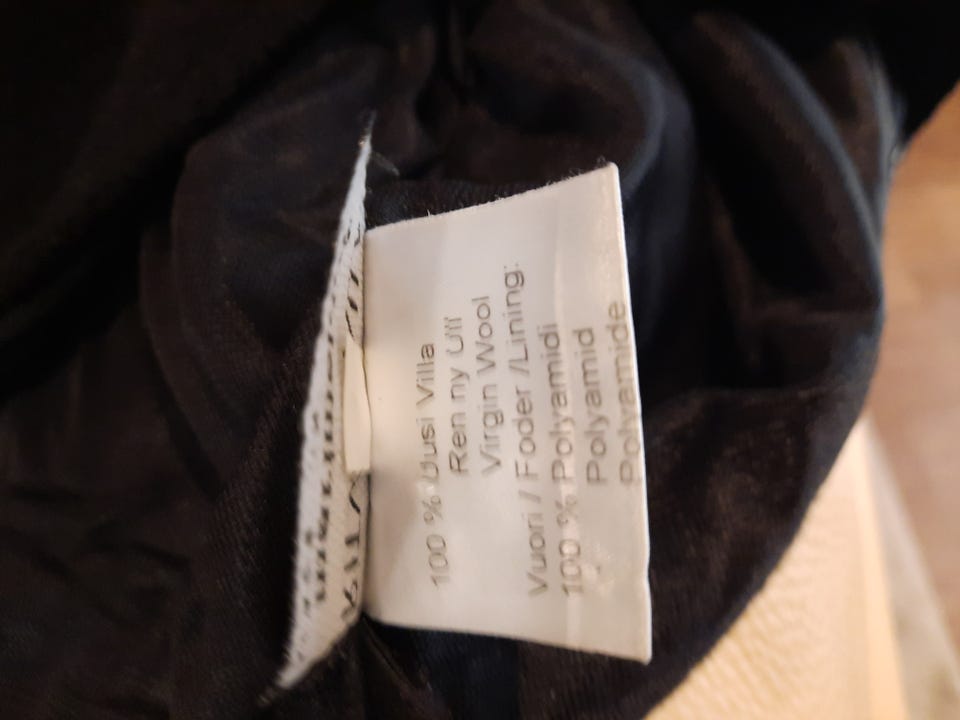 100 % Uusi Villa
Ren ny Ull
Virgin Wool
Vuori / Foder /Lining:
100 % Polyamidi
Polyamid
Polyamide